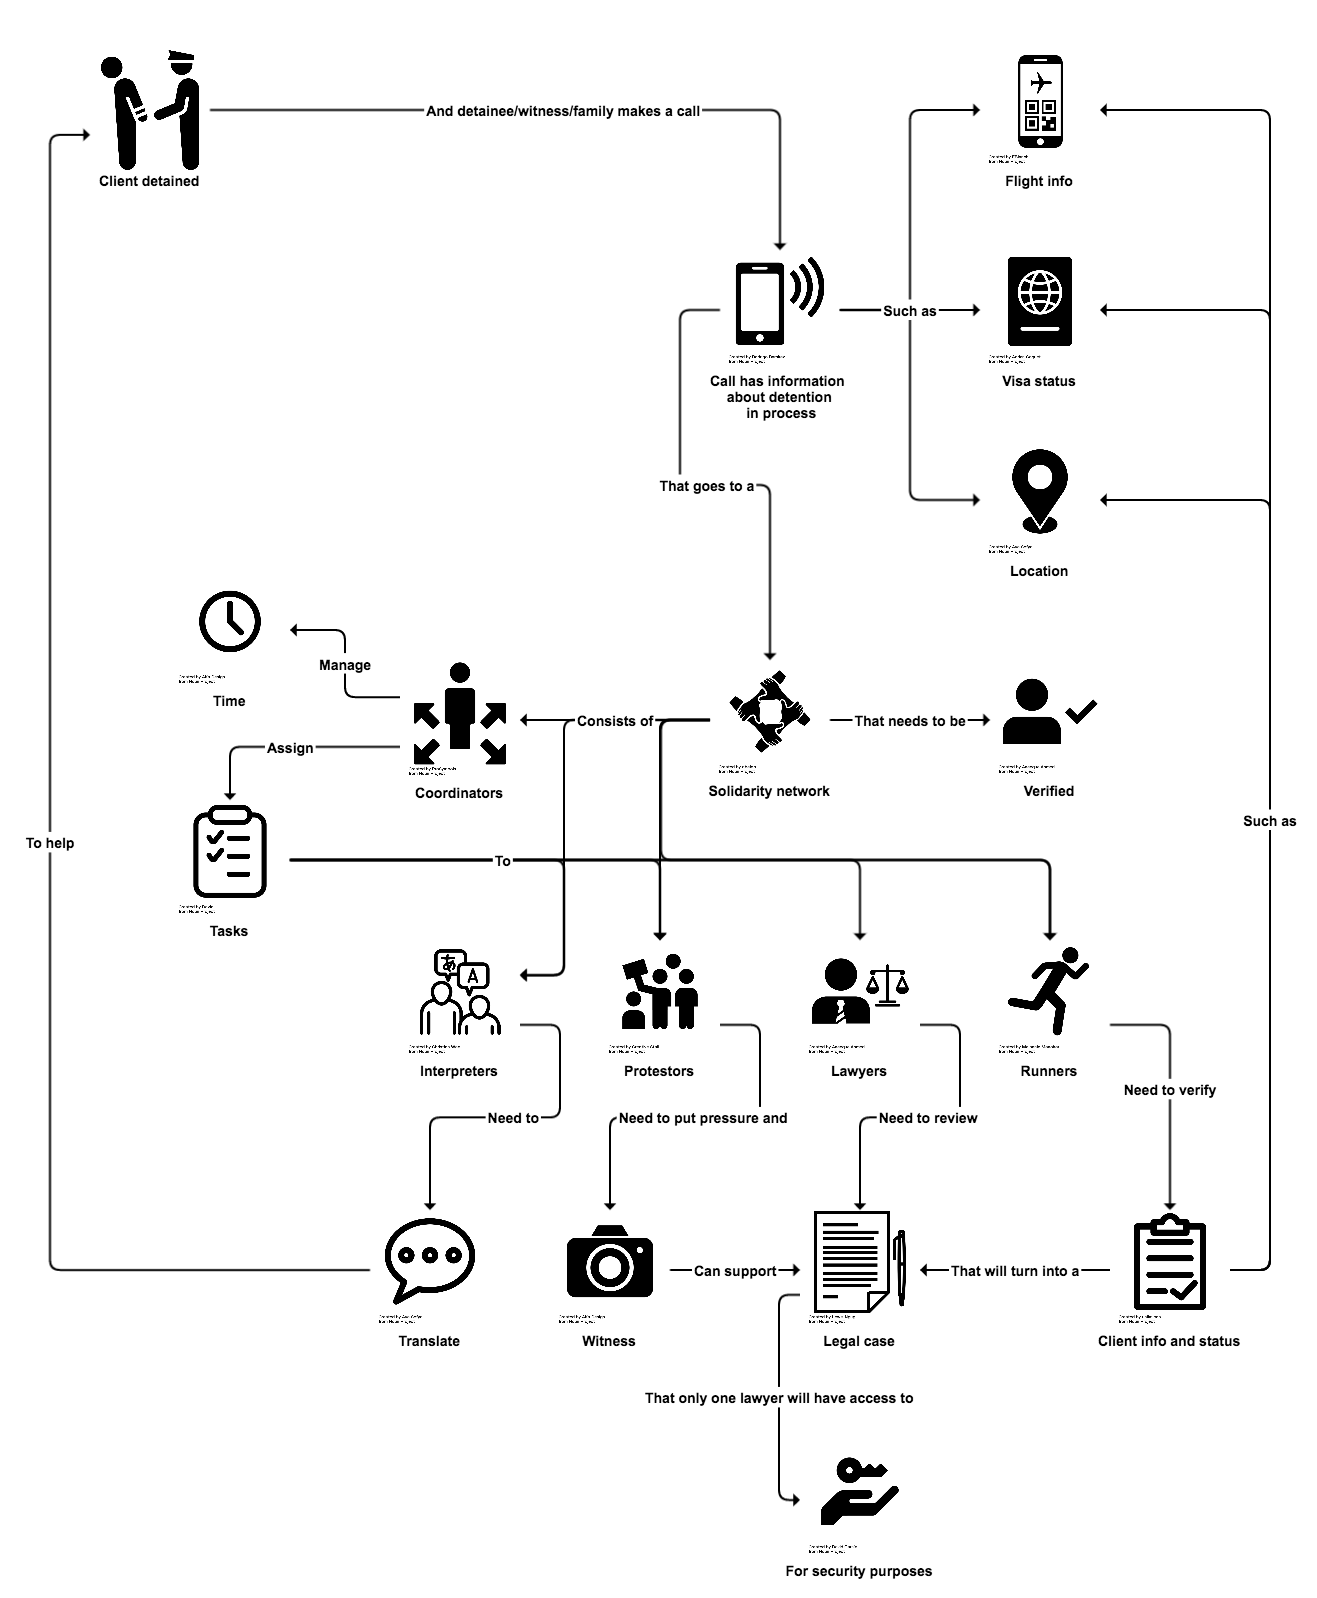 Client detained
And detainee/witness/family makes a call
Flight info
Such as
Visa status
Call has information
about detention
in process
That goes to a
Location
Time
Manage
Assign
Coordinators
Consists of
Solidarity network
That needs to be
Verified
To help
Such as
Tasks
To
あ
A
Interpreters
Protestors
Lawyers
Runners
Need to
Need to put pressure and
Need to review
Need to verify
Translate
Witness
Can support
Legal case
That will turn into a
Client info and status
That only one lawyer will have access to
For security purposes